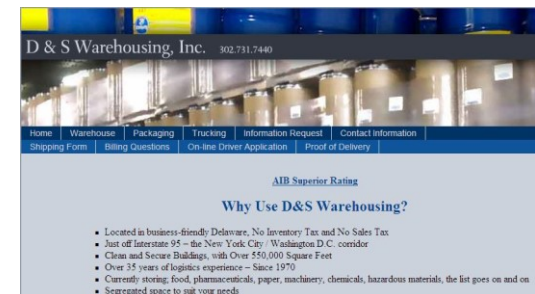 D & S Warehousing, Inc. 302.731.7440
Home Warehouse Packaging Trucking Information Request Contact Information
Shipping Form Billing Questions On-line Driver Application Proof of Delivery
AIB Superior Rating
Why Use D&S Warehousing?
Located in business-friendly Delaware, No Inventory Tax and No Sales Tax
Just off Interstate 95 – the New York City / Washington D.C. corridor
Clean and Secure Buildings, with Over 550,000 Square Feet
Over 35 years of logistics experience – Since 1970
Currently storing; food, pharmaceuticals, paper, machinery, chemicals, hazardous materials, the list goes on and on
Segregated space to suit your needs